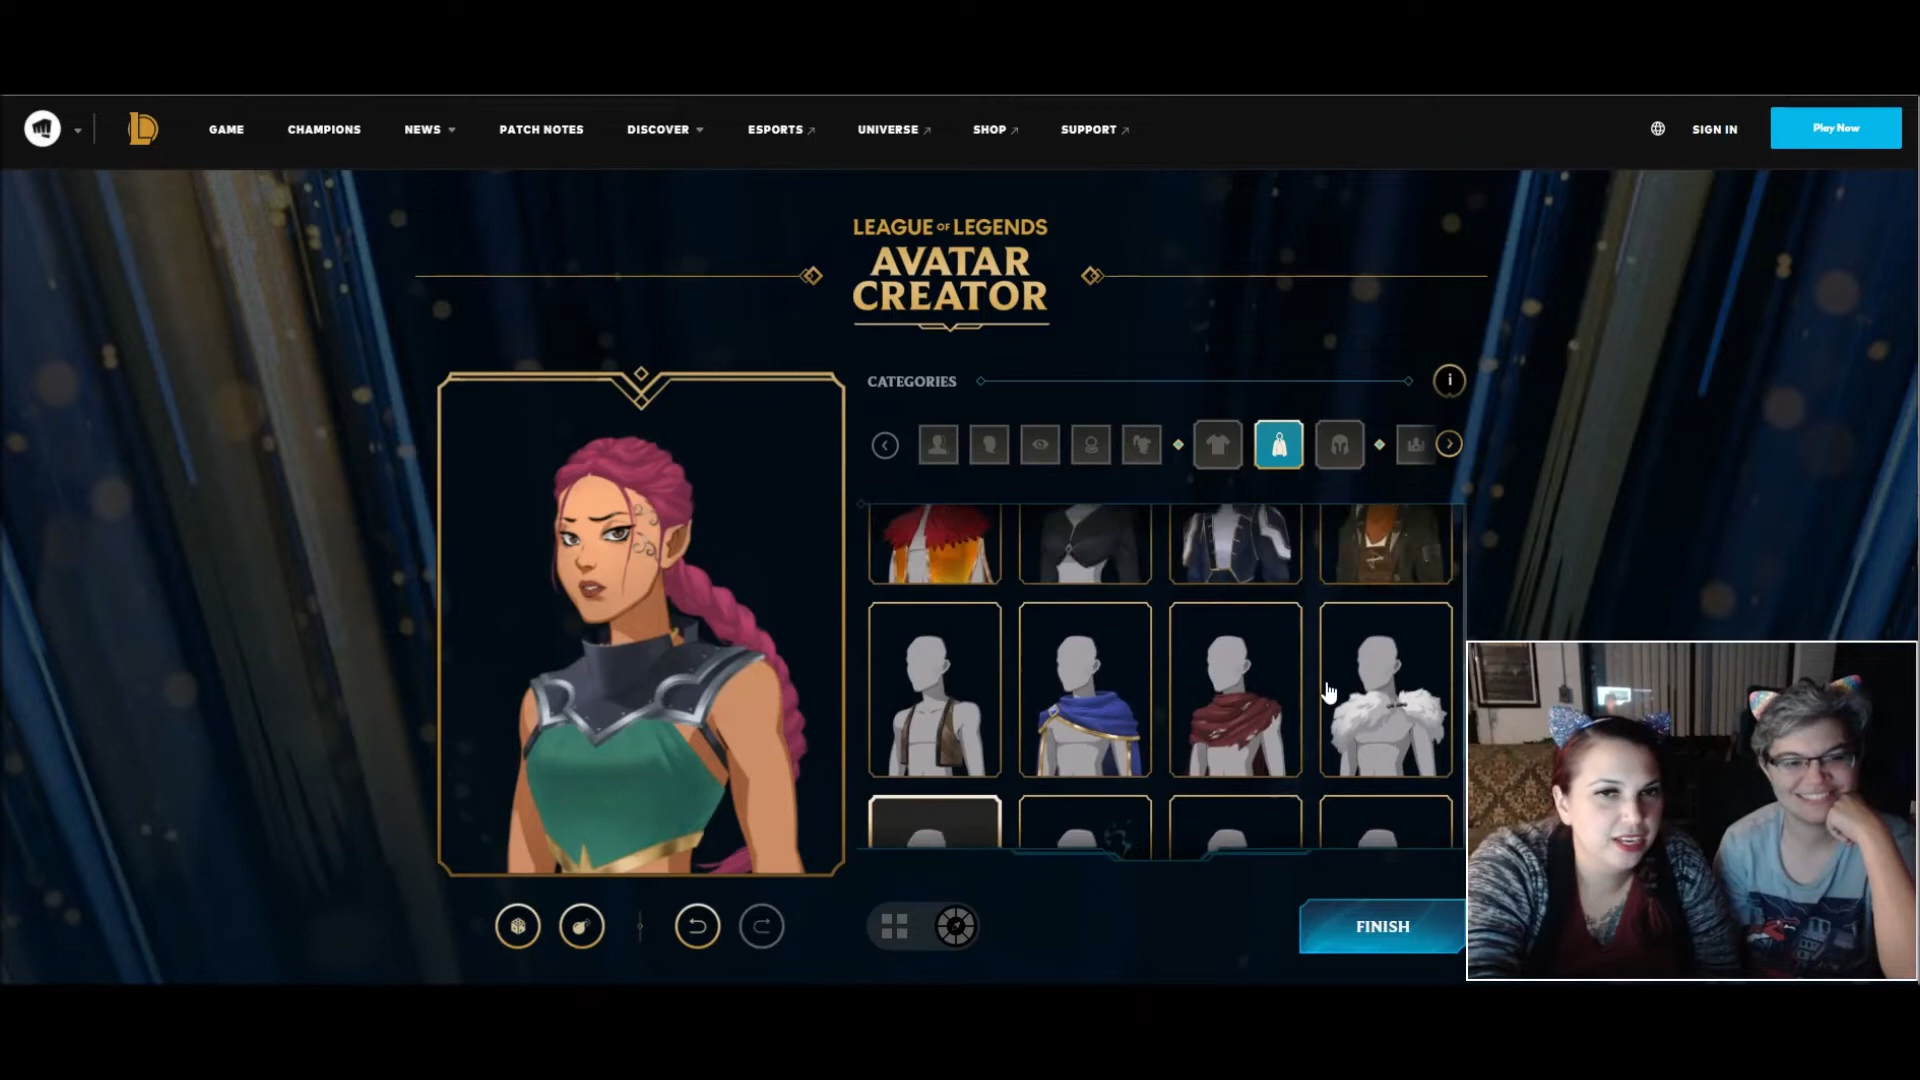 GAME CHAMPIONS NEWS PATCH NOTES DISCOVER ESPORTS UNIVERSE SHOP SUPPORT SIGN IN Play Now
LEAGUE OF LEGENDS
AVATAR
CREATOR
CATEGORIES
i
FINISH